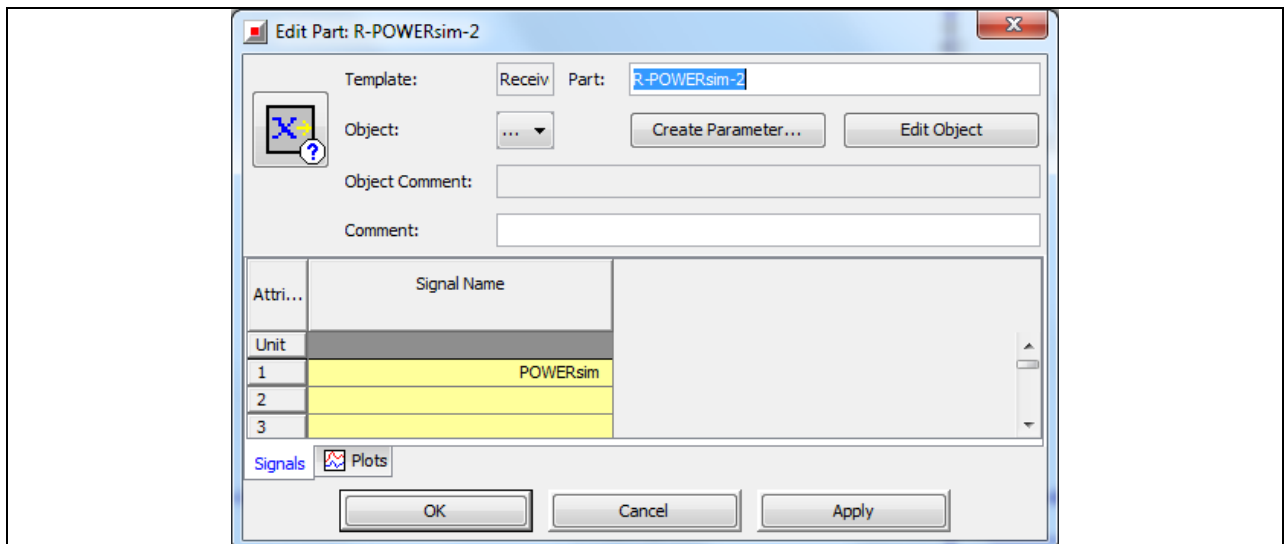 Edit Part: R-POWERsim-2
Template: Receiv Part: R-POWERsim-2
Object: ... Create Parameter... Edit Object
?
Object Comment:
Comment:
Attri... Signal Name
Unit
1 POWERsim
2
3
Signals Plots
OK Cancel Apply